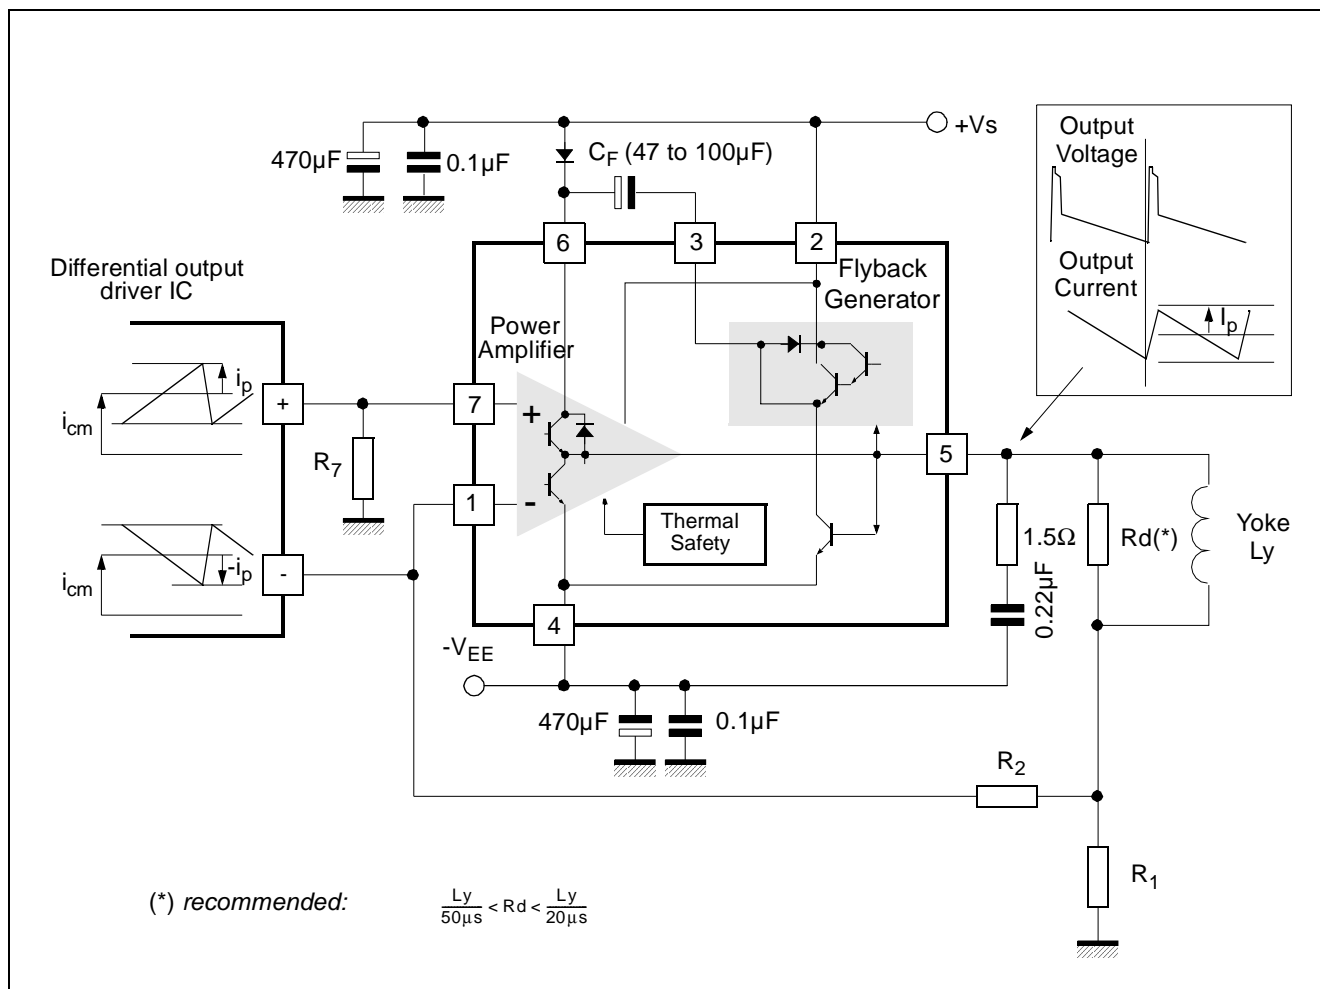 +Vs
470µF
0.1µF
C_F (47 to 100µF)
Output
Voltage
Output
Current
I_p
6
3
2
Differential output
driver IC
Flyback
Generator
Power
Amplifier
i_p
i_cm
+
7
+
R_7
5
1
-
Thermal
Safety
1.5Ω
Rd(*)
Yoke
Ly
0.22µF
-i_p
i_cm
-
4
-V_EE
470µF
0.1µF
R_2
R_1
(*) recommended: Ly/50µs < Rd < Ly/20µs